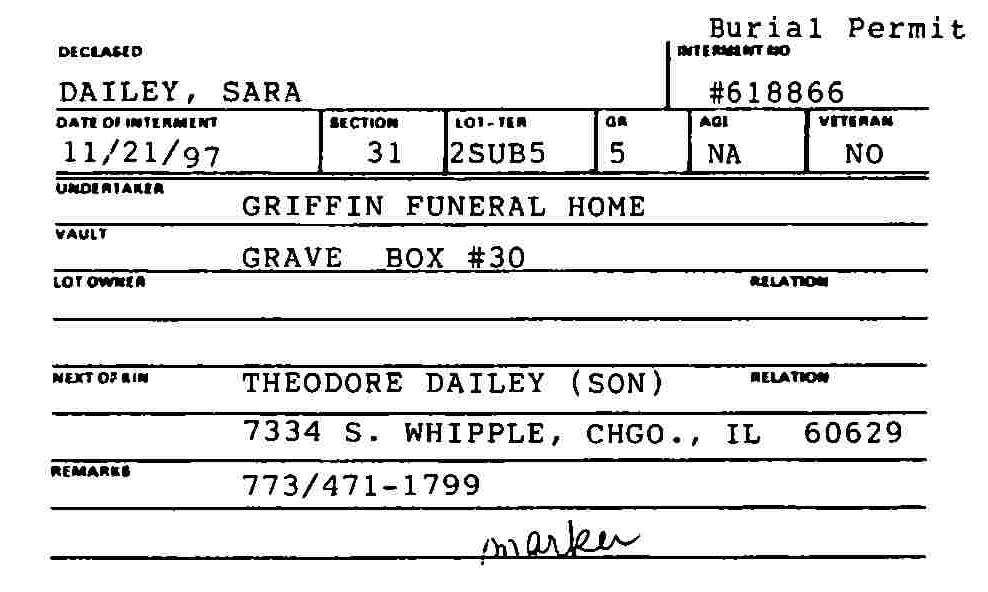 Burial Permit
DECEASED INTERMENT NO
DAILEY, SARA #618866
DATE OF INTERMENT SECTION LOT-TER GR AGE VETERAN
11/21/97 31 2SUB5 5 NA NO
UNDERTAKER
GRIFFIN FUNERAL HOME
VAULT
GRAVE BOX #30
LOT OWNER RELATION
NEXT OF KIN THEODORE DAILEY (SON) RELATION
7334 S. WHIPPLE, CHGO., IL 60629
REMARKS
773/471-1799
marker